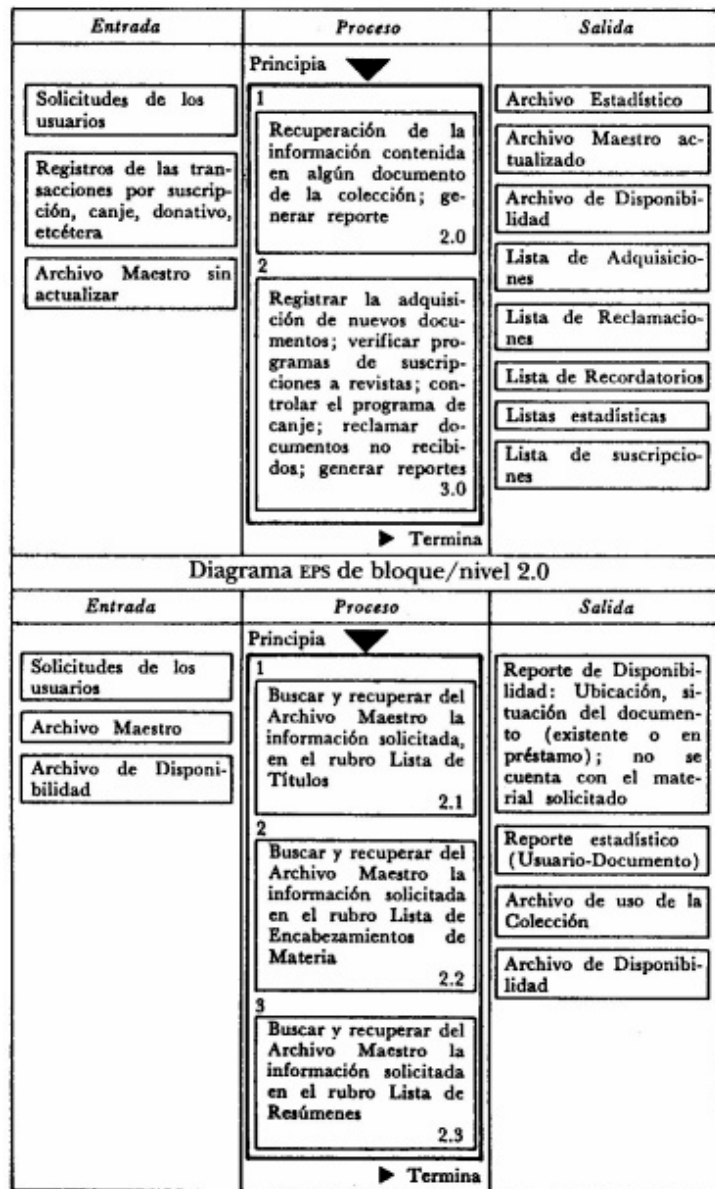 Entrada
Proceso
Salida
Principia
Solicitudes de los
usuarios
Registros de las tran-
sacciones por suscrip-
ción, canje, donativo,
etcétera
Archivo Maestro sin
actualizar
1
Recuperación de la
información contenida
en algún documento
de la colección; ge-
nerar reporte
2.0
2
Registrar la adquisi-
ción de nuevos docu-
mentos; verificar pro-
gramas de suscrip-
ciones a revistas; con-
trolar el programa de
canje; reclamar do-
cumentos no recibi-
dos; generar reportes
3.0
Termina
Archivo Estadístico
Archivo Maestro ac-
tualizado
Archivo de Disponibi-
lidad
Lista de Adquisicio-
nes
Lista de Reclamacio-
nes
Lista de Recordatorios
Listas estadísticas
Lista de suscripcio-
nes
Diagrama EPS de bloque/nivel 2.0
Entrada
Proceso
Salida
Principia
Solicitudes de los
usuarios
Archivo Maestro
Archivo de Disponi-
bilidad
1
Buscar y recuperar del
Archivo Maestro la
información solicitada,
en el rubro Lista de
Títulos
2.1
2
Buscar y recuperar del
Archivo Maestro la
información solicitada
en el rubro Lista de
Encabezamientos de
Materia
2.2
3
Buscar y recuperar del
Archivo Maestro la
información solicitada
en el rubro Lista de
Resúmenes
2.3
Termina
Reporte de Disponibi-
lidad: Ubicación, si-
tuación del documen-
to (existente o en
préstamo); no se
cuenta con el mate-
rial solicitado
Reporte estadístico
(Usuario-Documento)
Archivo de uso de la
Colección
Archivo de Disponibi-
lidad